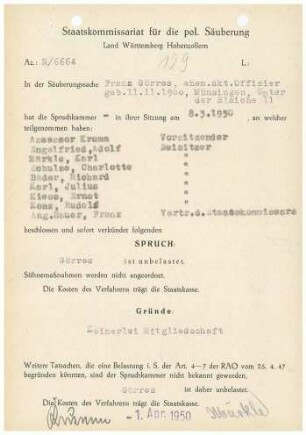 Staatskommissariat für die pol. Säuberung
Land Württemberg Hohenzollern
Az.: N/6664 129 L:
In der Säuberungssache Franz Görres, ehem.akt.Offizier
geb.11.11.1900, Münsingen, Unter
der Bleiche 11
hat die Spruchkammer – in ihrer Sitzung am 8.3.1950 , an welcher
teilgenommen haben:
Assessor Krumm Vorsitzender
Engelfried,Adolf Beisitzer
Märkle, Karl "
Schulze, Charlotte "
Bader, Richard "
Karl, Julius "
Kleus, Ernst "
Konz, Rudolf "
Ang.Bauer, Franz Vertr.d.Staatskommissars
beschlossen und sofort verkündet folgenden
SPRUCH:
Görres ist unbelastet.
Sühnemaßnahmen werden nicht angeordnet.
Die Kosten des Verfahrens trägt die Staatskasse.
Gründe:
Keinerlei Mitgliedschaft
Weitere Tatsachen, die eine Belastung i. S. der Art. 4—7 der RAO vom 26. 4. 47
begründen könnten, sind der Spruchkammer nicht bekannt geworden.
Görres ist daher unbelastet.
Die Kosten des Verfahrens trägt die Staatskasse.
Krumm - 1. Apr. 1950